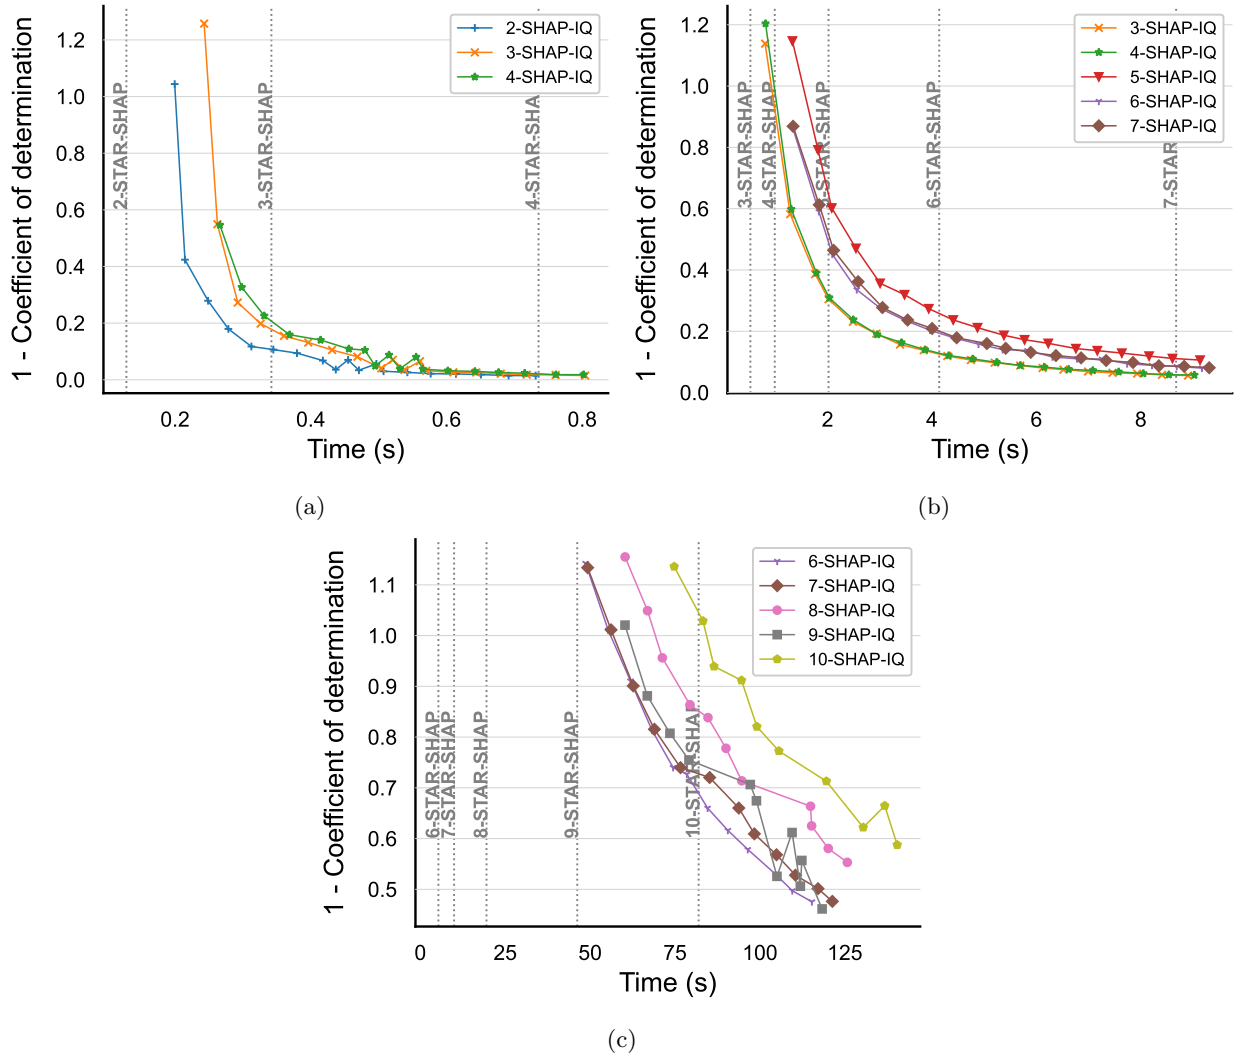 1 - Coefficient of determination
1.2
1.0
0.8
0.6
0.4
0.2
0.0
2-STAR-SHAP
3-STAR-SHAP
4-STAR-SHA
2-SHAP-IQ
3-SHAP-IQ
4-SHAP-IQ
0.2
0.4
0.6
0.8
Time (s)
(a)
1 - Coefficient of determination
1.2
1.0
0.8
0.6
0.4
0.2
0.0
3-STAR-SHAP
4-STAR-SHAP
-STAR-SHAP
6-STAR-SHAP
7-STAR
3-SHAP-IQ
4-SHAP-IQ
5-SHAP-IQ
6-SHAP-IQ
7-SHAP-IQ
2
4
6
8
Time (s)
(b)
1 - Coefficient of determination
1.1
1.0
0.9
0.8
0.7
0.6
0.5
6-STAR-SHAP
7-STAR-SHAP
8-STAR-SHAP
9-STAR-SHAP
10-STAR-SHA
6-SHAP-IQ
7-SHAP-IQ
8-SHAP-IQ
9-SHAP-IQ
10-SHAP-IQ
0
25
50
75
100
125
Time (s)
(c)